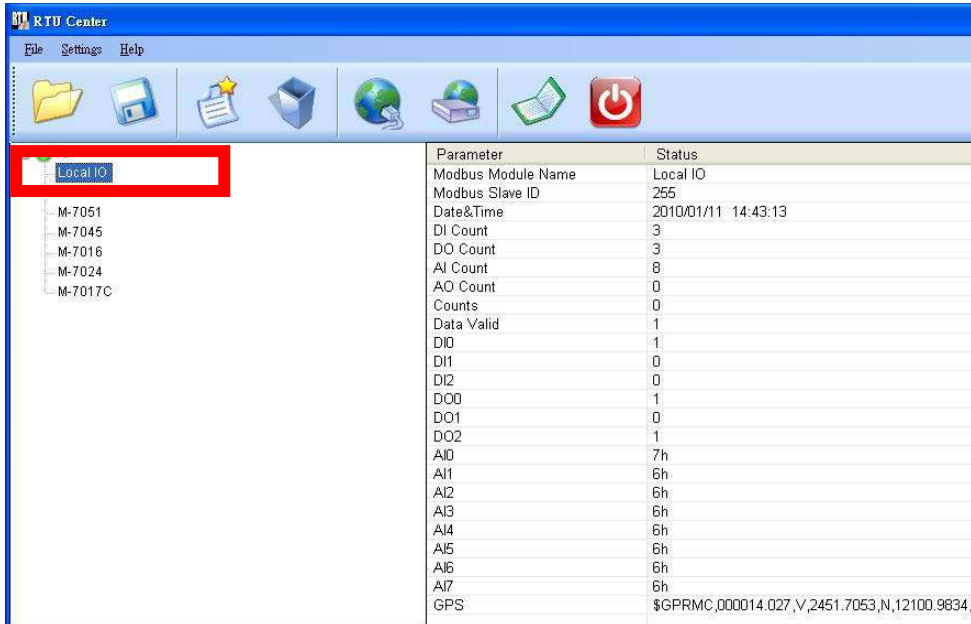 RTU Center
File Settings Help
Local IO
M-7051
M-7045
M-7016
M-7024
M-7017C
Parameter Status
Modbus Module Name Local IO
Modbus Slave ID 255
Date&Time 2010/01/11 14:43:13
DI Count 3
DO Count 3
AI Count 8
AO Count 0
Counts 0
Data Valid 1
DI0 1
DI1 0
DI2 0
DO0 1
DO1 0
DO2 1
AI0 7h
AI1 6h
AI2 6h
AI3 6h
AI4 6h
AI5 6h
AI6 6h
AI7 6h
GPS $GPRMC,000014.027,V,2451.7053,N,12100.9834,